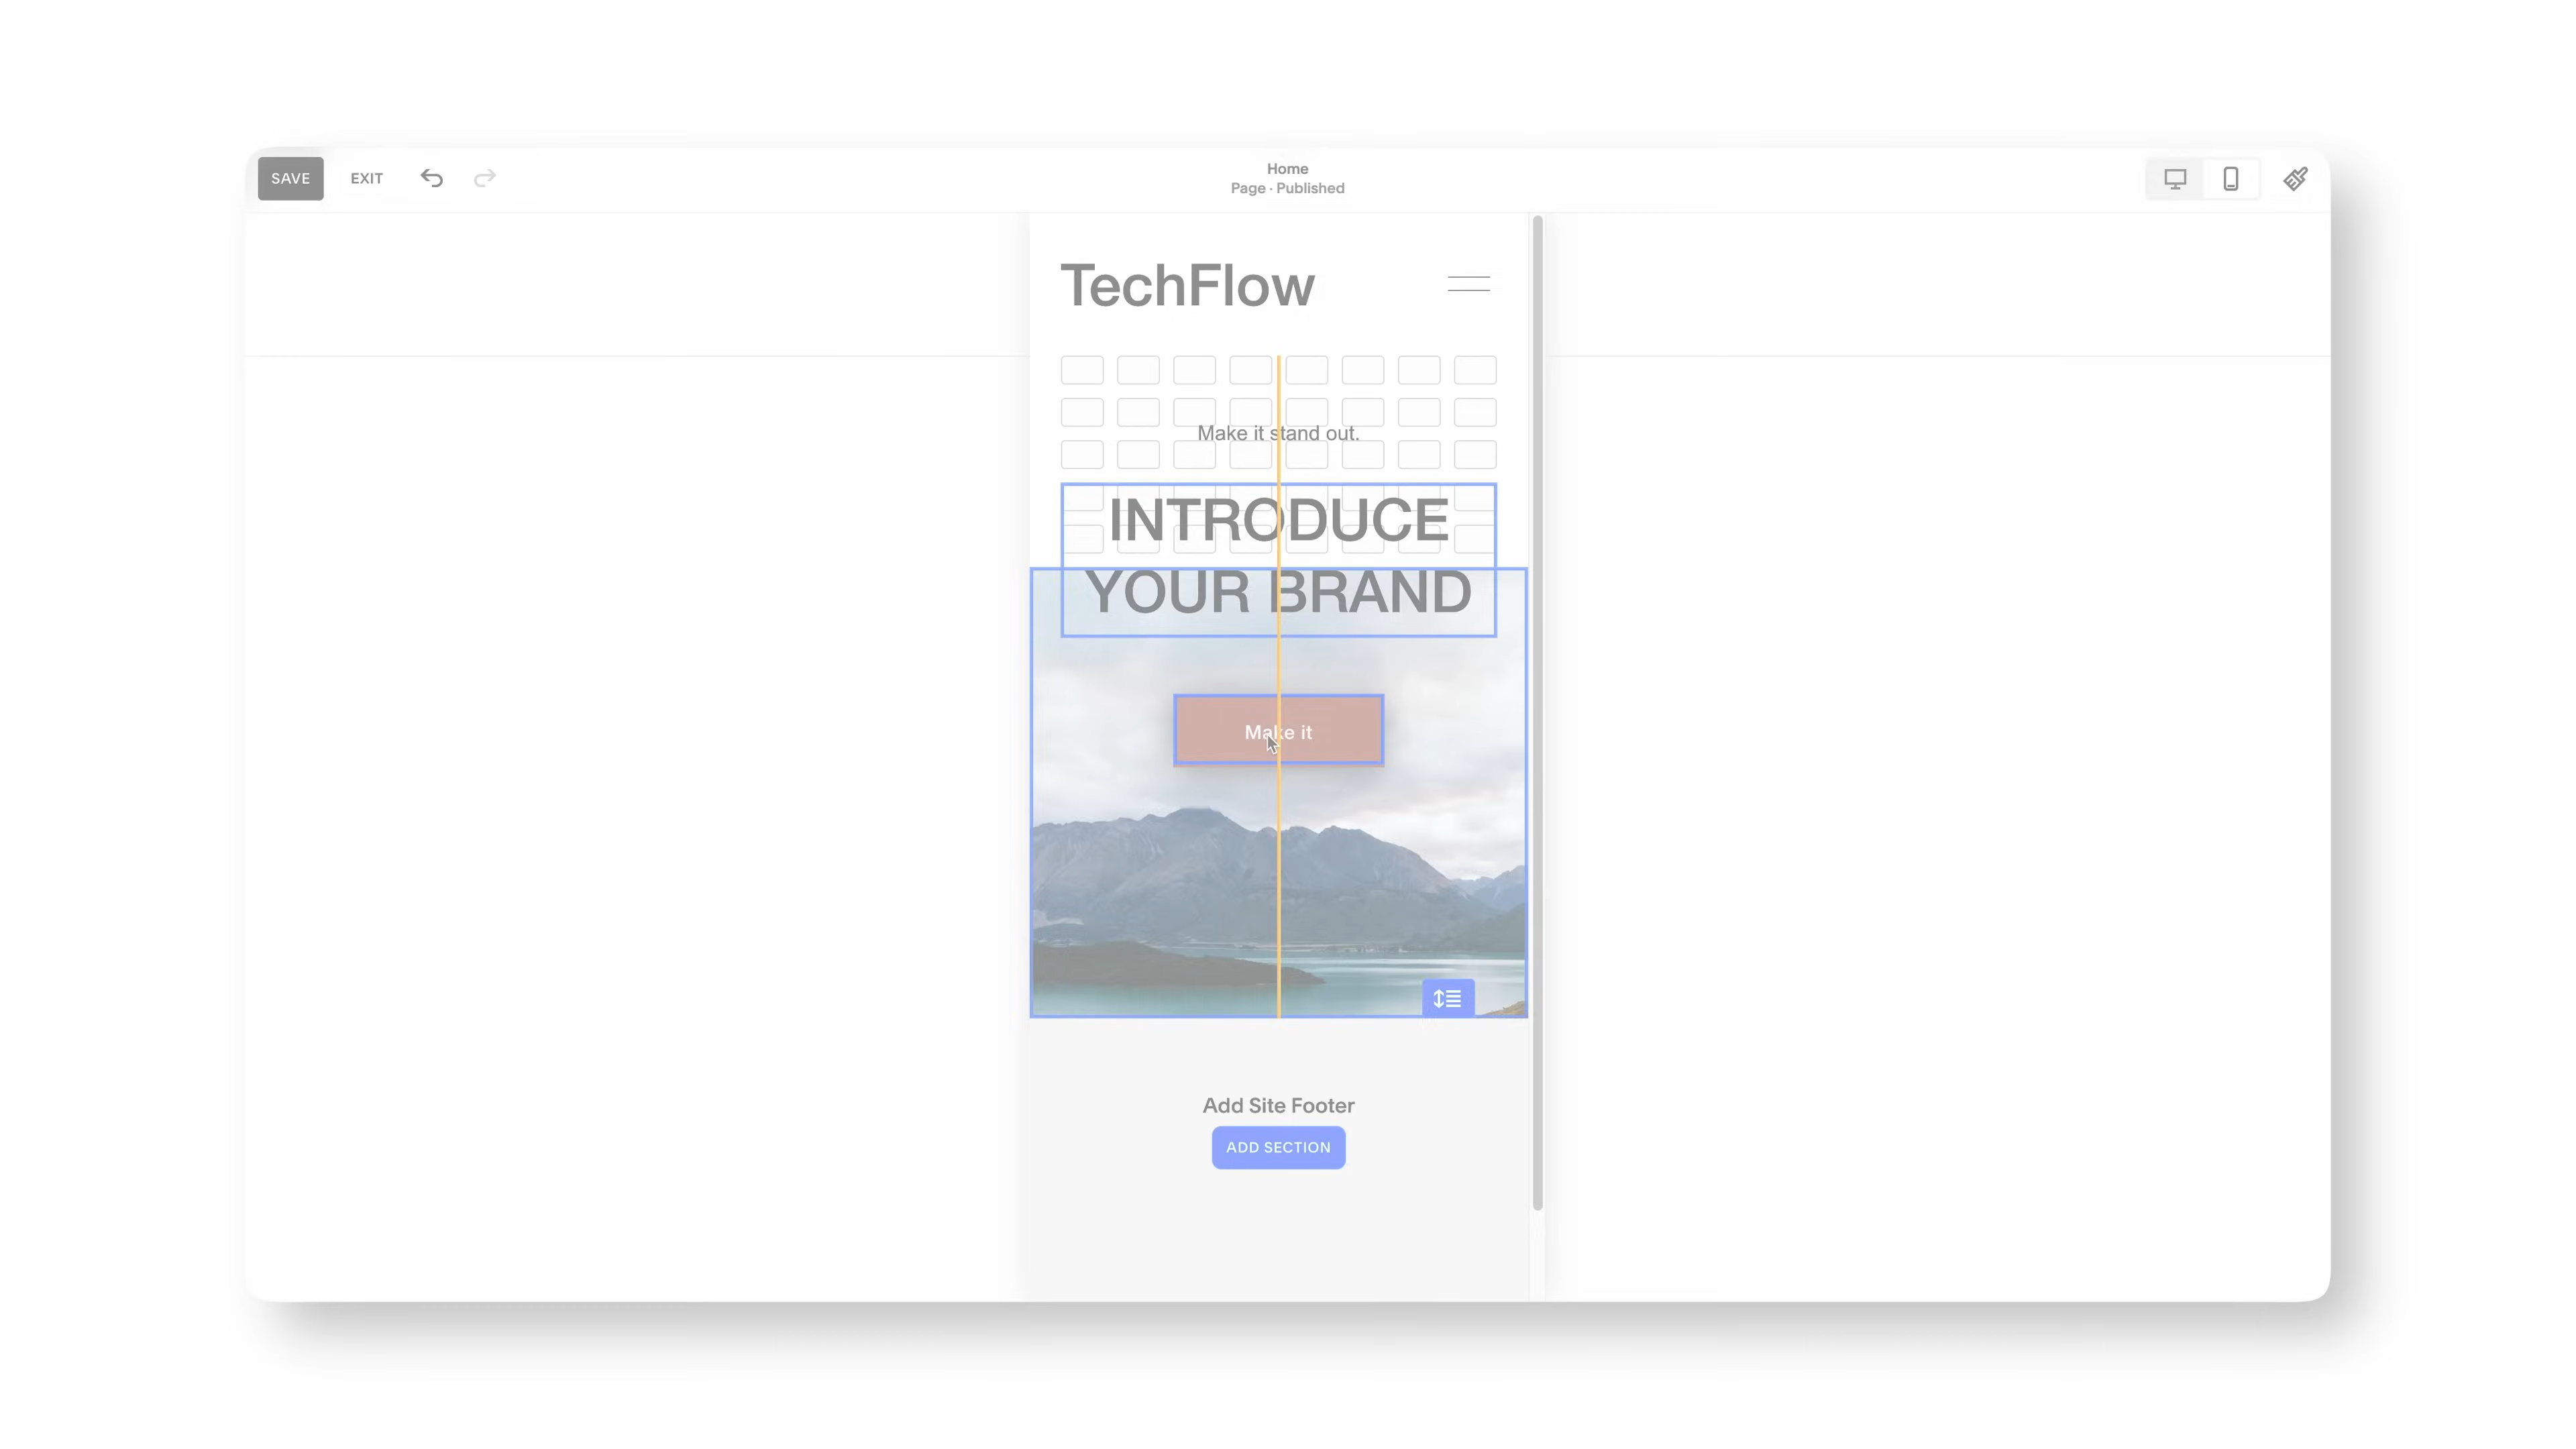 SAVE
EXIT
Home
Page · Published
TechFlow
Make it stand out.
INTRODUCE
YOUR BRAND
Make it
Add Site Footer
ADD SECTION